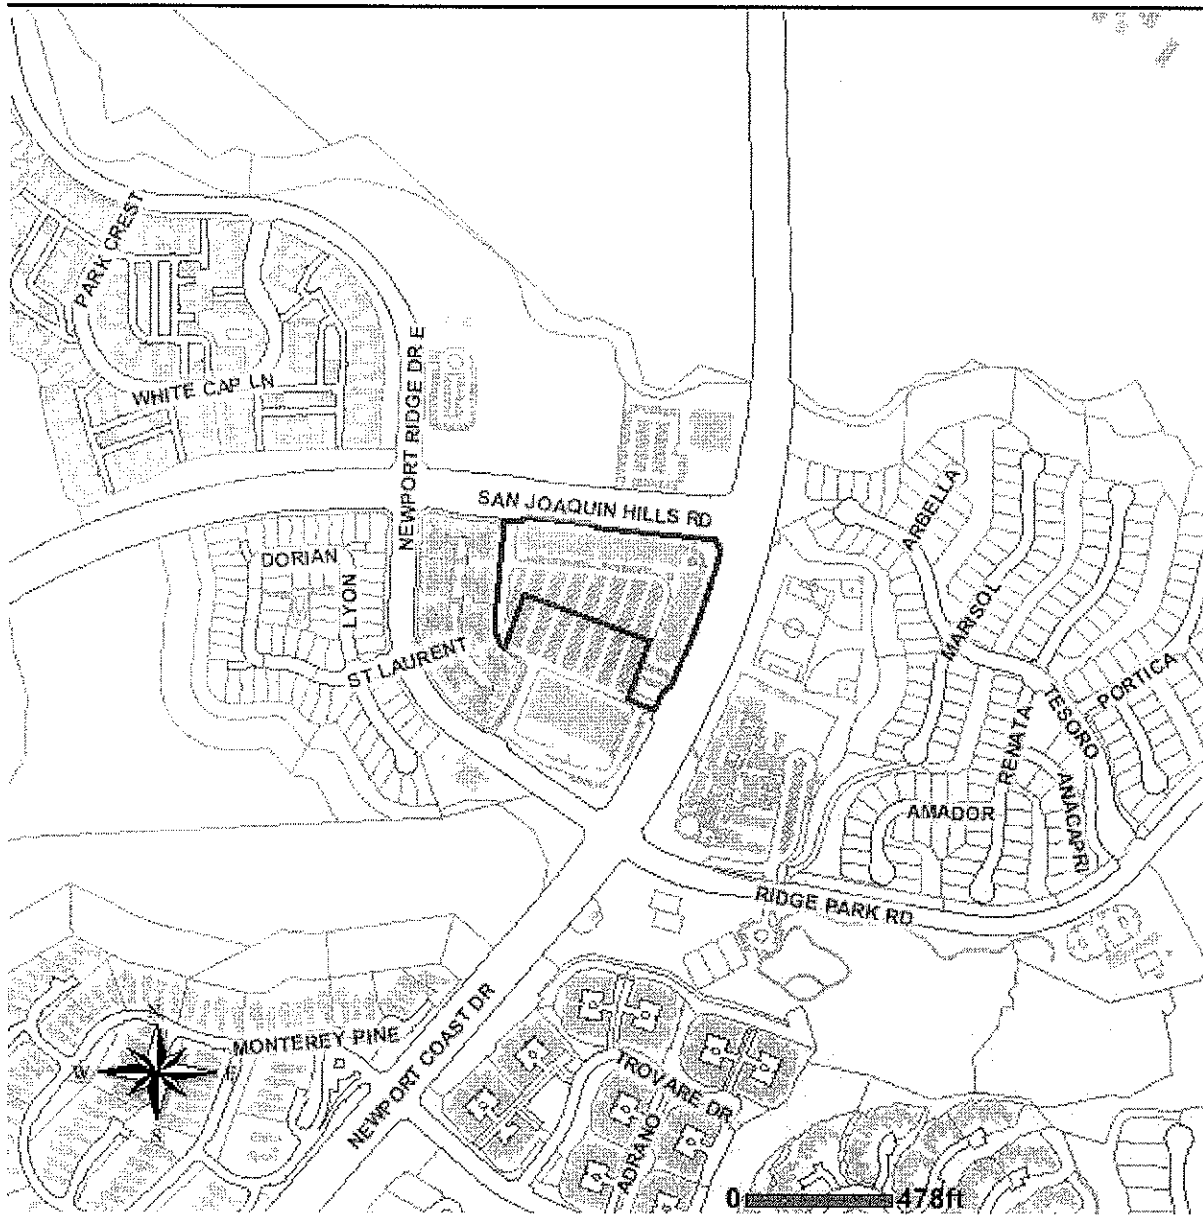 PARK CREST
WHITE CAP LN
NEWPORT RIDGE DR E
SAN JOAQUIN HILLS RD
DORIAN
LYON
ST LAURENT
ARBELLA
MARISOL
TESORO
PORTICA
RENATA
ANACAPRI
AMADOR
RIDGE PARK RD
MONTEREY PINE
NEWPORT COAST DR
TROVARE DR
ADRANO
N
W
E
S
0 478ft